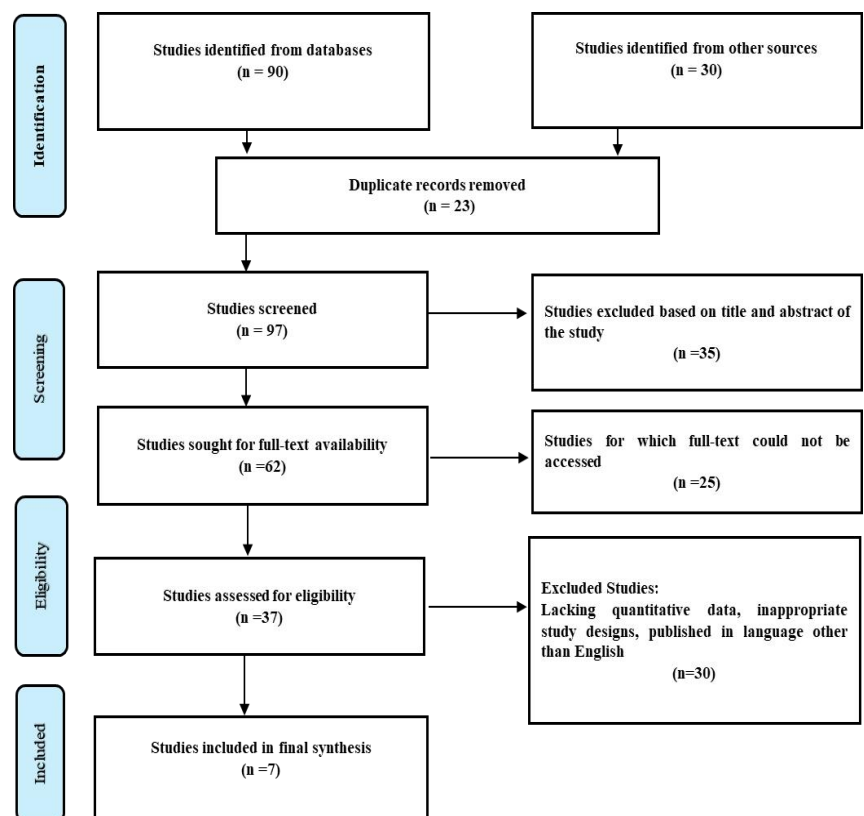 Identification
Studies identified from databases
(n = 90)
Studies identified from other sources
(n = 30)
Duplicate records removed
(n = 23)
Screening
Studies screened
(n = 97)
Studies excluded based on title and abstract of
the study
(n =35)
Studies sought for full-text availability
(n =62)
Studies for which full-text could not be
accessed
(n =25)
Eligibility
Studies assessed for eligibility
(n =37)
Excluded Studies:
Lacking quantitative data, inappropriate
study designs, published in language other
than English
(n=30)
Included
Studies included in final synthesis
(n =7)